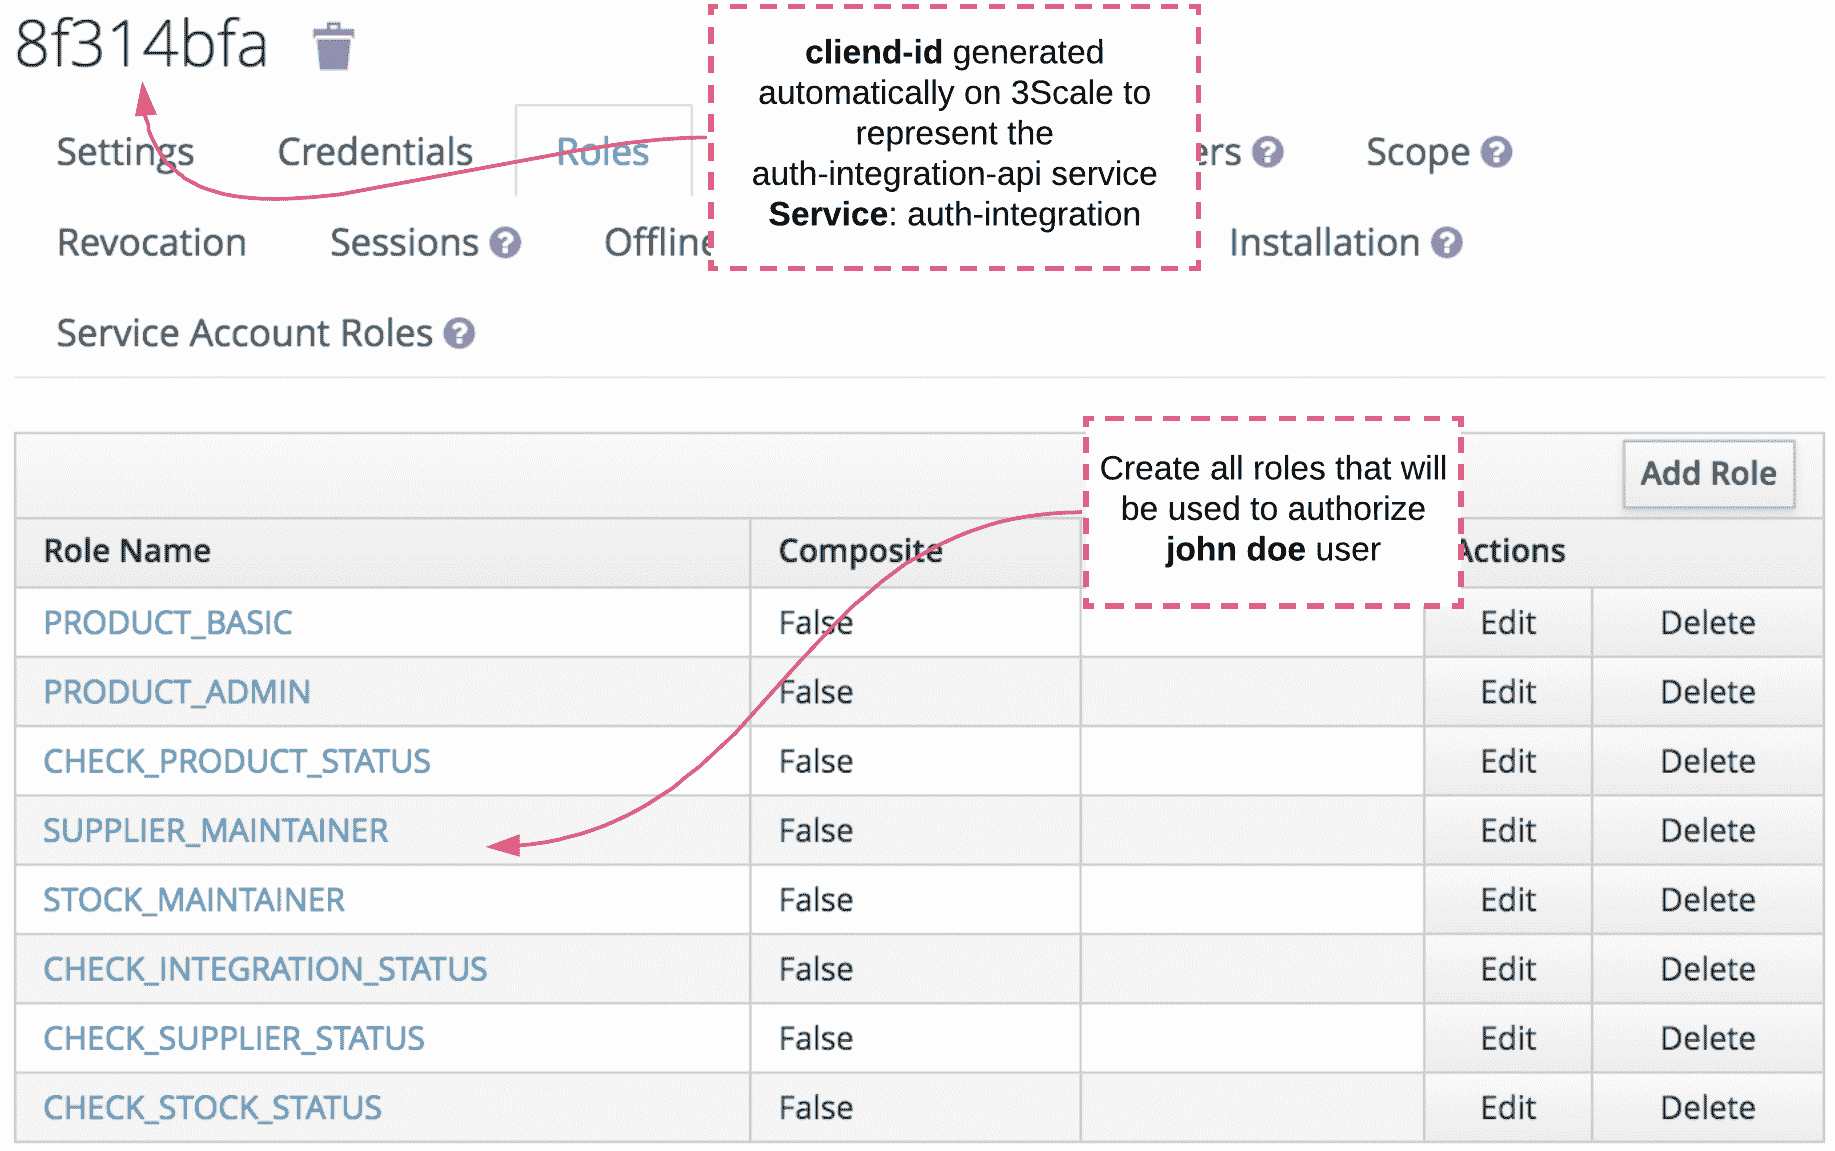 8f314bfa
cliend-id generated
automatically on 3Scale to
represent the
auth-integration-api service
Service: auth-integration
Settings Credentials Roles Scope
Revocation Sessions Installation
Service Account Roles
Create all roles that will
be used to authorize
john doe user
Add Role
Role Name Composite Actions
PRODUCT_BASIC False Edit Delete
PRODUCT_ADMIN False Edit Delete
CHECK_PRODUCT_STATUS False Edit Delete
SUPPLIER_MAINTAINER False Edit Delete
STOCK_MAINTAINER False Edit Delete
CHECK_INTEGRATION_STATUS False Edit Delete
CHECK_SUPPLIER_STATUS False Edit Delete
CHECK_STOCK_STATUS False Edit Delete